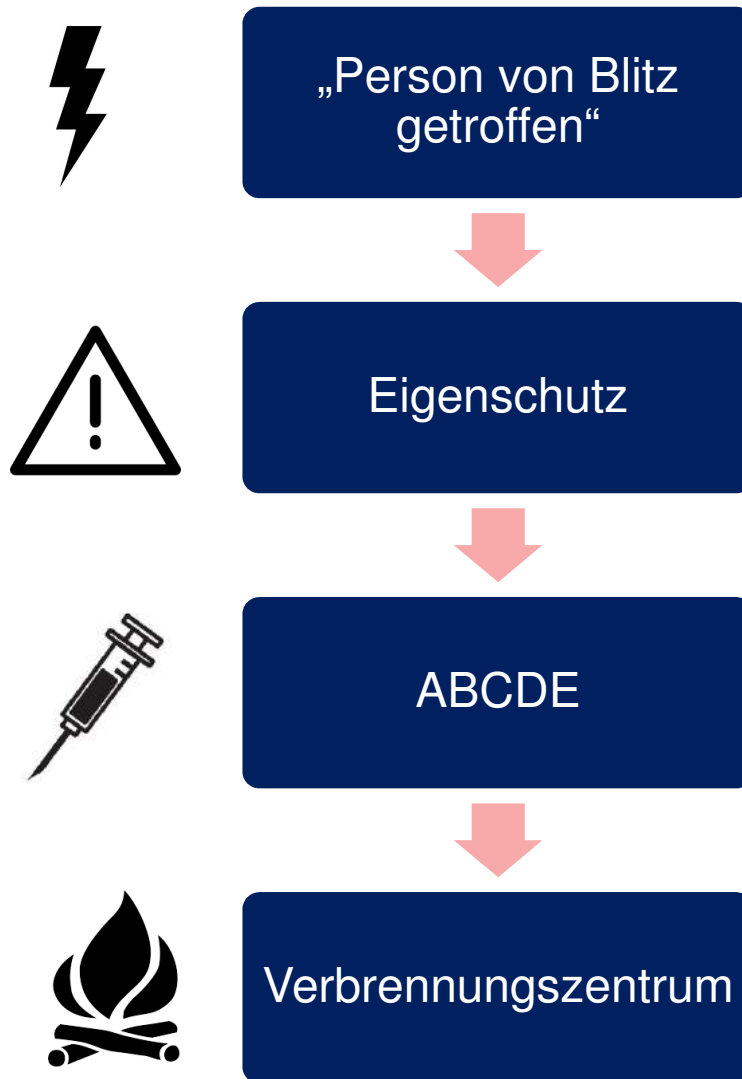 „Person von Blitz
getroffen“
Eigenschutz
ABCDE
Verbrennungszentrum